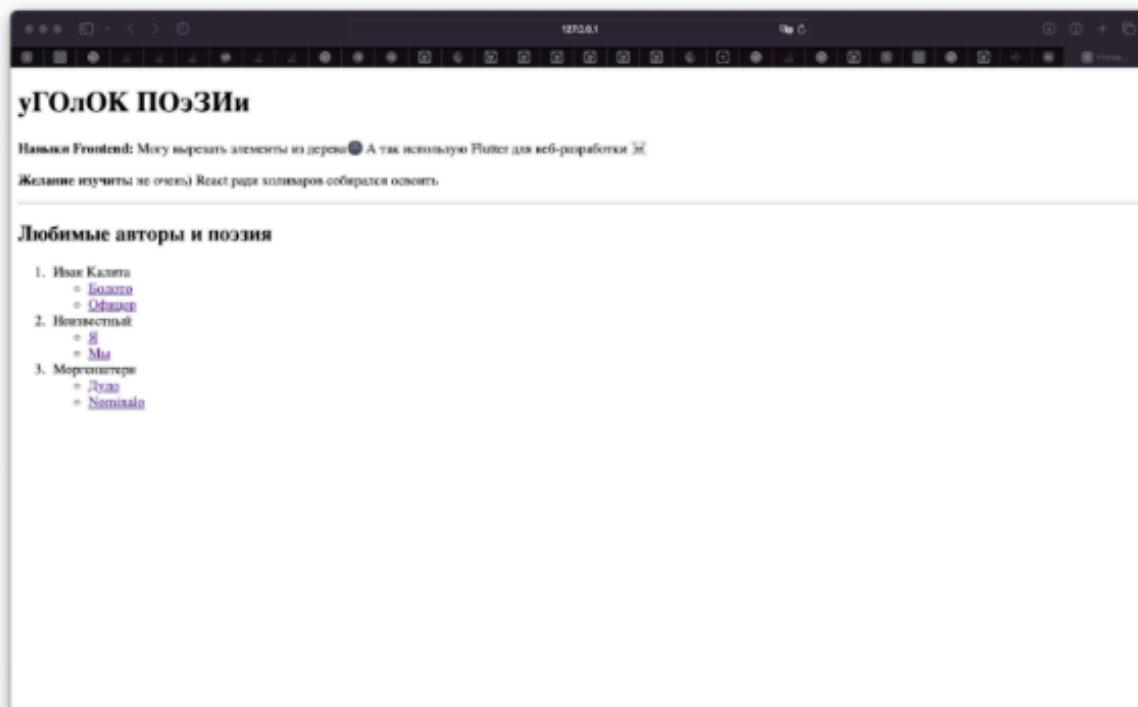 127.0.0.1
Home...
уГОлОК ПОэЗИи
Навыки Frontend: Могу вырезать элементы из дерева🌚 А так использую Flutter для веб-разработки ☠️
Желание изучить: не очень) React ради холиваров собирался освоить
Любимые авторы и поэзия
1. Иван Калита
◦ Болото
◦ Офицер
2. Неизвестный
◦ Я
◦ Мы
3. Моргенштерн
◦ Дуло
◦ Nominalo